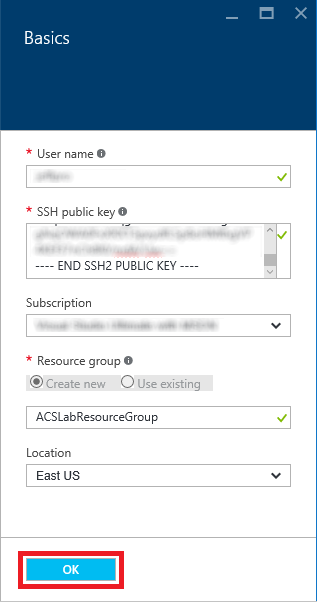 Basics
* User name
* SSH public key
---- END SSH2 PUBLIC KEY ----
Subscription
* Resource group
Create new Use existing
ACSLabResourceGroup
Location
East US
OK